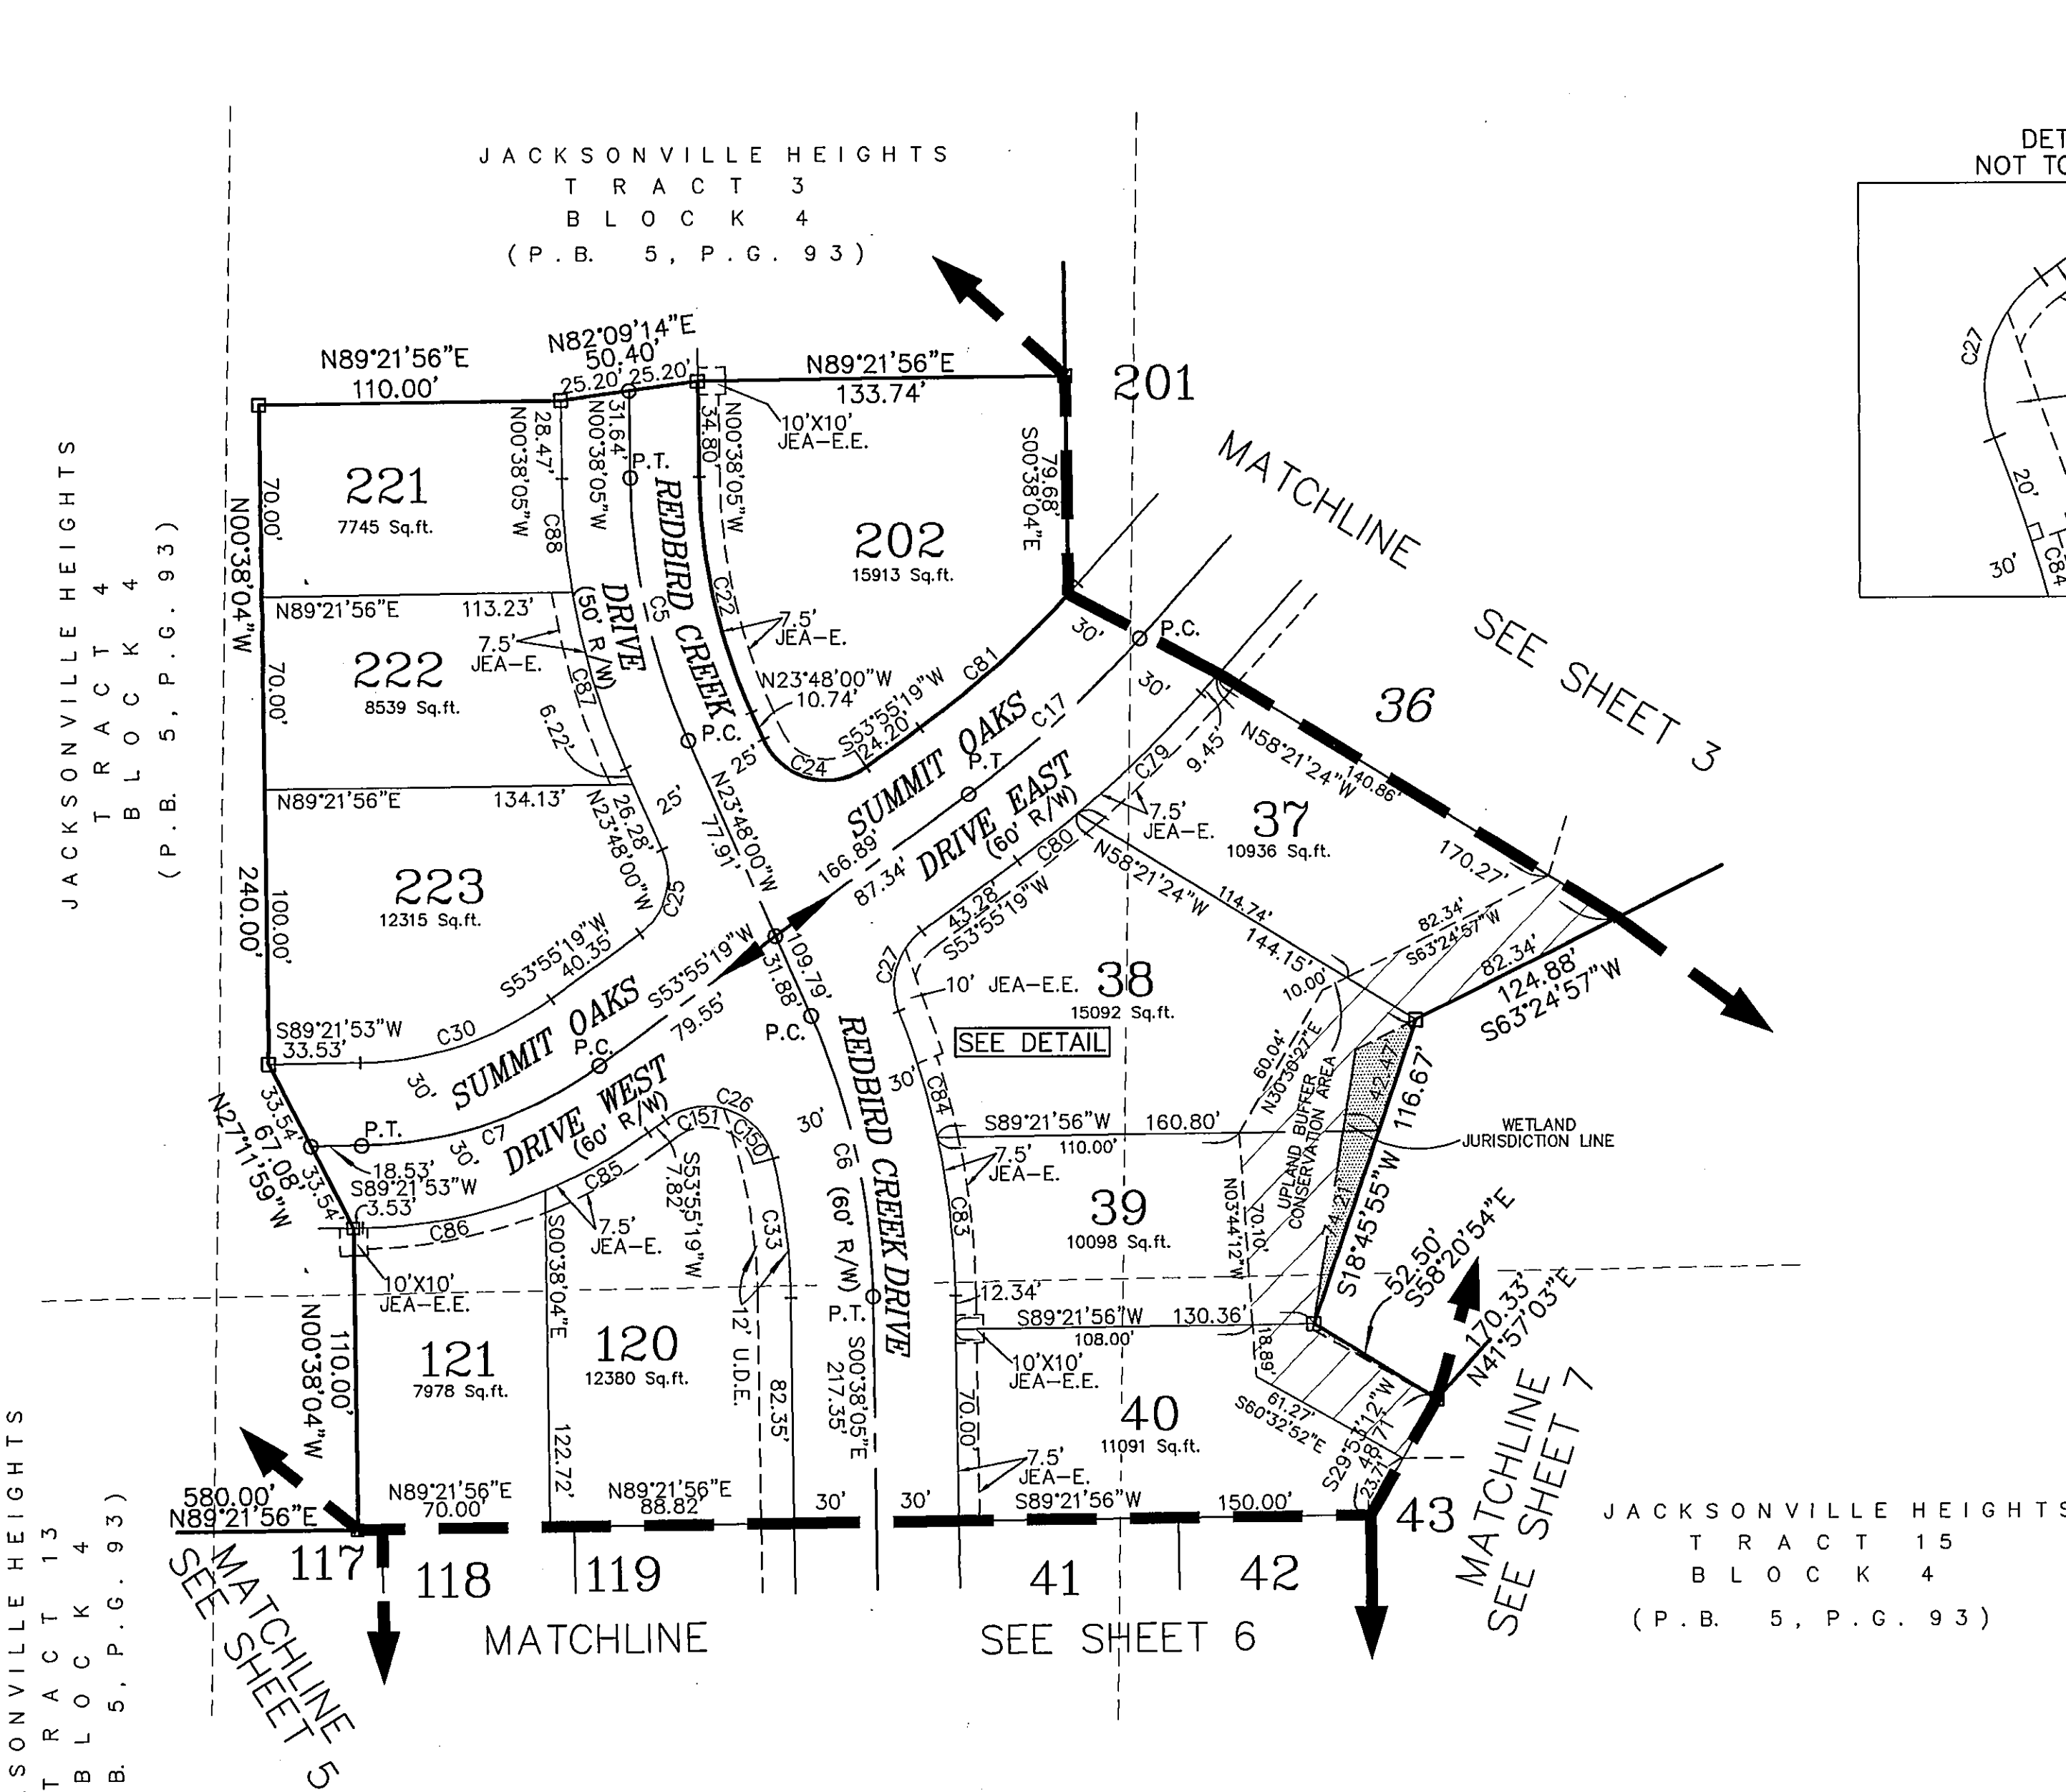 JACKSONVILLE HEIGHTS
TRACT 3
BLOCK 4
(P.B. 5, P.G. 93)
DET
NOT TO
C27
20'
30'
C84
JACKSONVILLE HEIGHTS
TRACT 4
BLOCK 4
(P.B. 5, P.G. 93)
N89°21'56"E
110.00'
N82°09'14"E
50.40'
25.20'
25.20'
N89°21'56"E
133.74'
201
10'X10'
JEA-E.E.
S00°38'04"E
79.68'
MATCHLINE
SEE SHEET 3
N00°38'04"W
240.00'
70.00'
70.00'
100.00'
221
7745 Sq.ft.
28.47'
N00°38'05"W
31.64'
N00°38'05"W
34.80'
N00°38'05"W
P.T.
C88
REDBIRD CREEK
DRIVE
(50' R/W)
C5
C22
202
15913 Sq.ft.
7.5'
JEA-E.
N89°21'56"E
113.23'
7.5'
JEA-E.
222
8539 Sq.ft.
C87
6.22'
N23°48'00"W
10.74'
P.C.
25'
25'
C24
S53°55'19"W
24.20'
C81
30'
P.C.
30'
N89°21'56"E
134.13'
26.28'
N23°48'00"W
N23°48'00"W
77.91'
223
12315 Sq.ft.
C25
S53°55'19"W
40.35'
SUMMIT OAKS
DRIVE EAST
(60' R/W)
C17
P.T.
166.89'
87.34'
C79
9.45'
7.5'
JEA-E.
C80
36
N58°21'24"W
140.86'
170.27'
37
10936 Sq.ft.
N58°21'24"W
114.74'
144.15'
10.00'
82.34'
S63°24'57"W
82.34'
124.88'
S63°24'57"W
43.28'
S53°55'19"W
C27
10' JEA-E.E.
38
15092 Sq.ft.
SEE DETAIL
S53°55'19"W
79.55'
109.79'
31.88'
P.C.
S89°21'53"W
33.53'
C30
30'
SUMMIT OAKS
DRIVE WEST
(60' R/W)
P.C.
33.54'
67.08'
N27°11'59"W
33.54'
P.T.
C7
30'
18.53'
S89°21'53"W
3.53'
C86
C85
C151
C26
C150
S53°55'19"W
7.82'
7.5'
JEA-E.
30'
30'
C84
C6
REDBIRD CREEK DRIVE
(60' R/W)
S89°21'56"W
160.80'
110.00'
7.5'
JEA-E.
60.04'
N30°30'27"E
UPLAND BUFFER
CONSERVATION AREA
42.47'
116.67'
S18°45'55"W
74.21'
WETLAND
JURISDICTION LINE
39
10098 Sq.ft.
C83
N03°44'12"W
70.10'
52.50'
S58°20'54"E
170.33'
N41°57'03"E
10'X10'
JEA-E.E.
C33
12' U.D.E.
S00°38'04"E
122.72'
N00°38'04"W
110.00'
121
7978 Sq.ft.
120
12380 Sq.ft.
82.35'
P.T.
S00°38'05"E
217.35'
12.34'
S89°21'56"W
130.36'
108.00'
10'X10'
JEA-E.E.
70.00'
40
11091 Sq.ft.
18.89'
61.27'
S60°32'52"E
S29°53'12"W
48.71'
23.71'
7.5'
JEA-E.
S89°21'56"W
150.00'
580.00'
N89°21'56"E
N89°21'56"E
70.00'
N89°21'56"E
88.82'
30'
30'
117
118
119
41
42
43
MATCHLINE
SEE SHEET 5
MATCHLINE
SEE SHEET 6
MATCHLINE
SEE SHEET 7
JACKSONVILLE HEIGHTS
TRACT 15
BLOCK 4
(P.B. 5, P.G. 93)
SONVILLE HEIGHTS
TRACT 13
BLOCK 4
B. 5, P.G. 93)